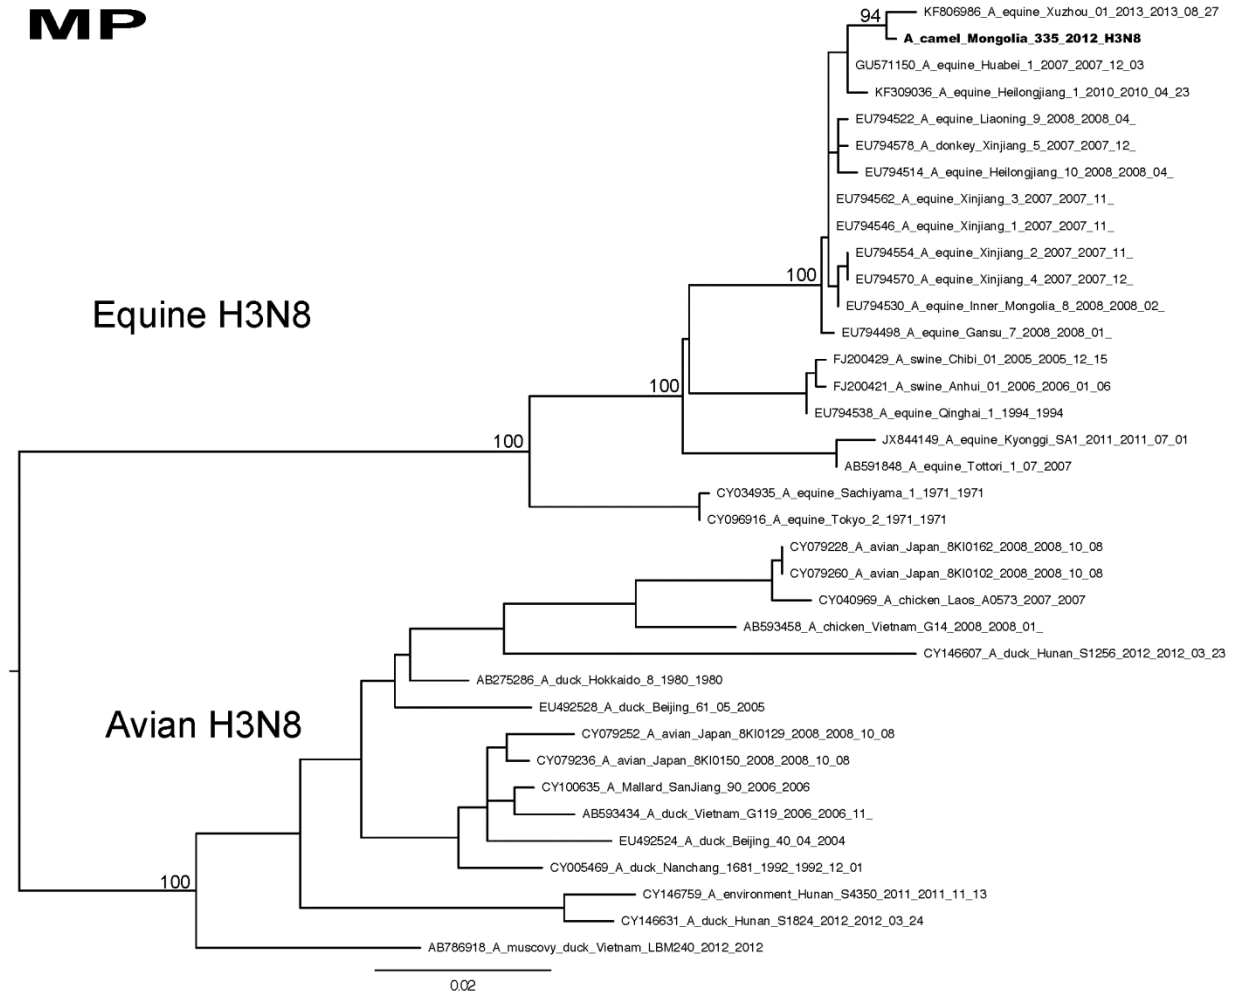 MP
KF806986_A_equine_Xuzhou_01_2013_2013_08_27
94
A_camel_Mongolia_335_2012_H3N8
GU571150_A_equine_Huabei_1_2007_2007_12_03
KF309036_A_equine_Heilongjiang_1_2010_2010_04_23
EU794522_A_equine_Liaoning_9_2008_2008_04_
EU794578_A_donkey_Xinjiang_5_2007_2007_12_
EU794514_A_equine_Heilongjiang_10_2008_2008_04_
EU794562_A_equine_Xinjiang_3_2007_2007_11_
EU794546_A_equine_Xinjiang_1_2007_2007_11_
EU794554_A_equine_Xinjiang_2_2007_2007_11_
100
EU794570_A_equine_Xinjiang_4_2007_2007_12_
EU794530_A_equine_Inner_Mongolia_8_2008_2008_02_
Equine H3N8
EU794498_A_equine_Gansu_7_2008_2008_01_
FJ200429_A_swine_Chibi_01_2005_2005_12_15
100
FJ200421_A_swine_Anhui_01_2006_2006_01_06
EU794538_A_equine_Qinghai_1_1994_1994
100
JX844149_A_equine_Kyonggi_SA1_2011_2011_07_01
AB591848_A_equine_Tottori_1_07_2007
CY034935_A_equine_Sachiyama_1_1971_1971
CY096916_A_equine_Tokyo_2_1971_1971
CY079228_A_avian_Japan_8KI0162_2008_2008_10_08
CY079260_A_avian_Japan_8KI0102_2008_2008_10_08
CY040969_A_chicken_Laos_A0573_2007_2007
AB593458_A_chicken_Vietnam_G14_2008_2008_01_
CY146607_A_duck_Hunan_S1256_2012_2012_03_23
AB275286_A_duck_Hokkaido_8_1980_1980
EU492528_A_duck_Beijing_61_05_2005
Avian H3N8
CY079252_A_avian_Japan_8KI0129_2008_2008_10_08
CY079236_A_avian_Japan_8KI0150_2008_2008_10_08
CY100635_A_Mallard_SanJiang_90_2006_2006
AB593434_A_duck_Vietnam_G119_2006_2006_11_
EU492524_A_duck_Beijing_40_04_2004
CY005469_A_duck_Nanchang_1681_1992_1992_12_01
100
CY146759_A_environment_Hunan_S4350_2011_2011_11_13
CY146631_A_duck_Hunan_S1824_2012_2012_03_24
AB786918_A_muscovy_duck_Vietnam_LBM240_2012_2012
0.02